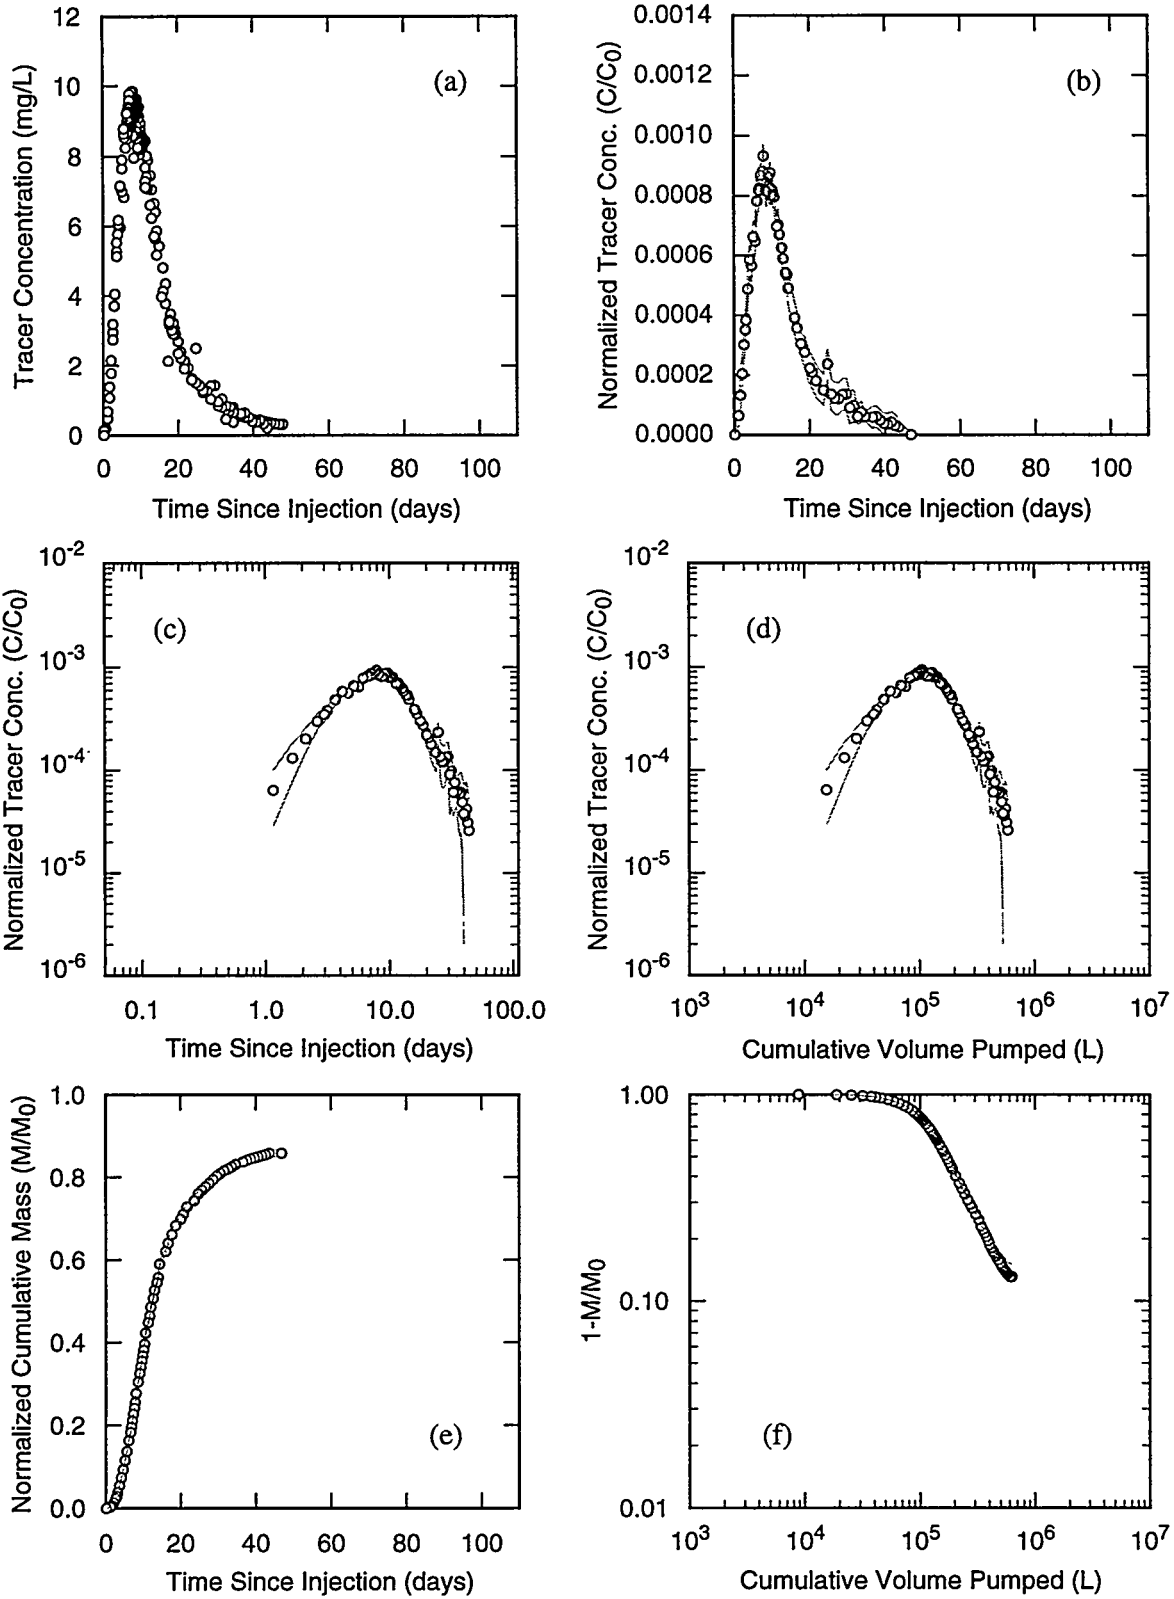 12
10
8
6
4
2
0
Tracer Concentration (mg/L)
(a)
0 20 40 60 80 100
Time Since Injection (days)
0.0014
0.0012
0.0010
0.0008
0.0006
0.0004
0.0002
0.0000
Normalized Tracer Conc. (C/C0)
(b)
0 20 40 60 80 100
Time Since Injection (days)
10-2
10-3
10-4
10-5
10-6
Normalized Tracer Conc. (C/C0)
(c)
0.1 1.0 10.0 100.0
Time Since Injection (days)
10-2
10-3
10-4
10-5
10-6
Normalized Tracer Conc. (C/C0)
(d)
103 104 105 106 107
Cumulative Volume Pumped (L)
1.0
0.8
0.6
0.4
0.2
0.0
Normalized Cumulative Mass (M/M0)
(e)
0 20 40 60 80 100
Time Since Injection (days)
1.00
0.10
0.01
1-M/M0
(f)
103 104 105 106 107
Cumulative Volume Pumped (L)